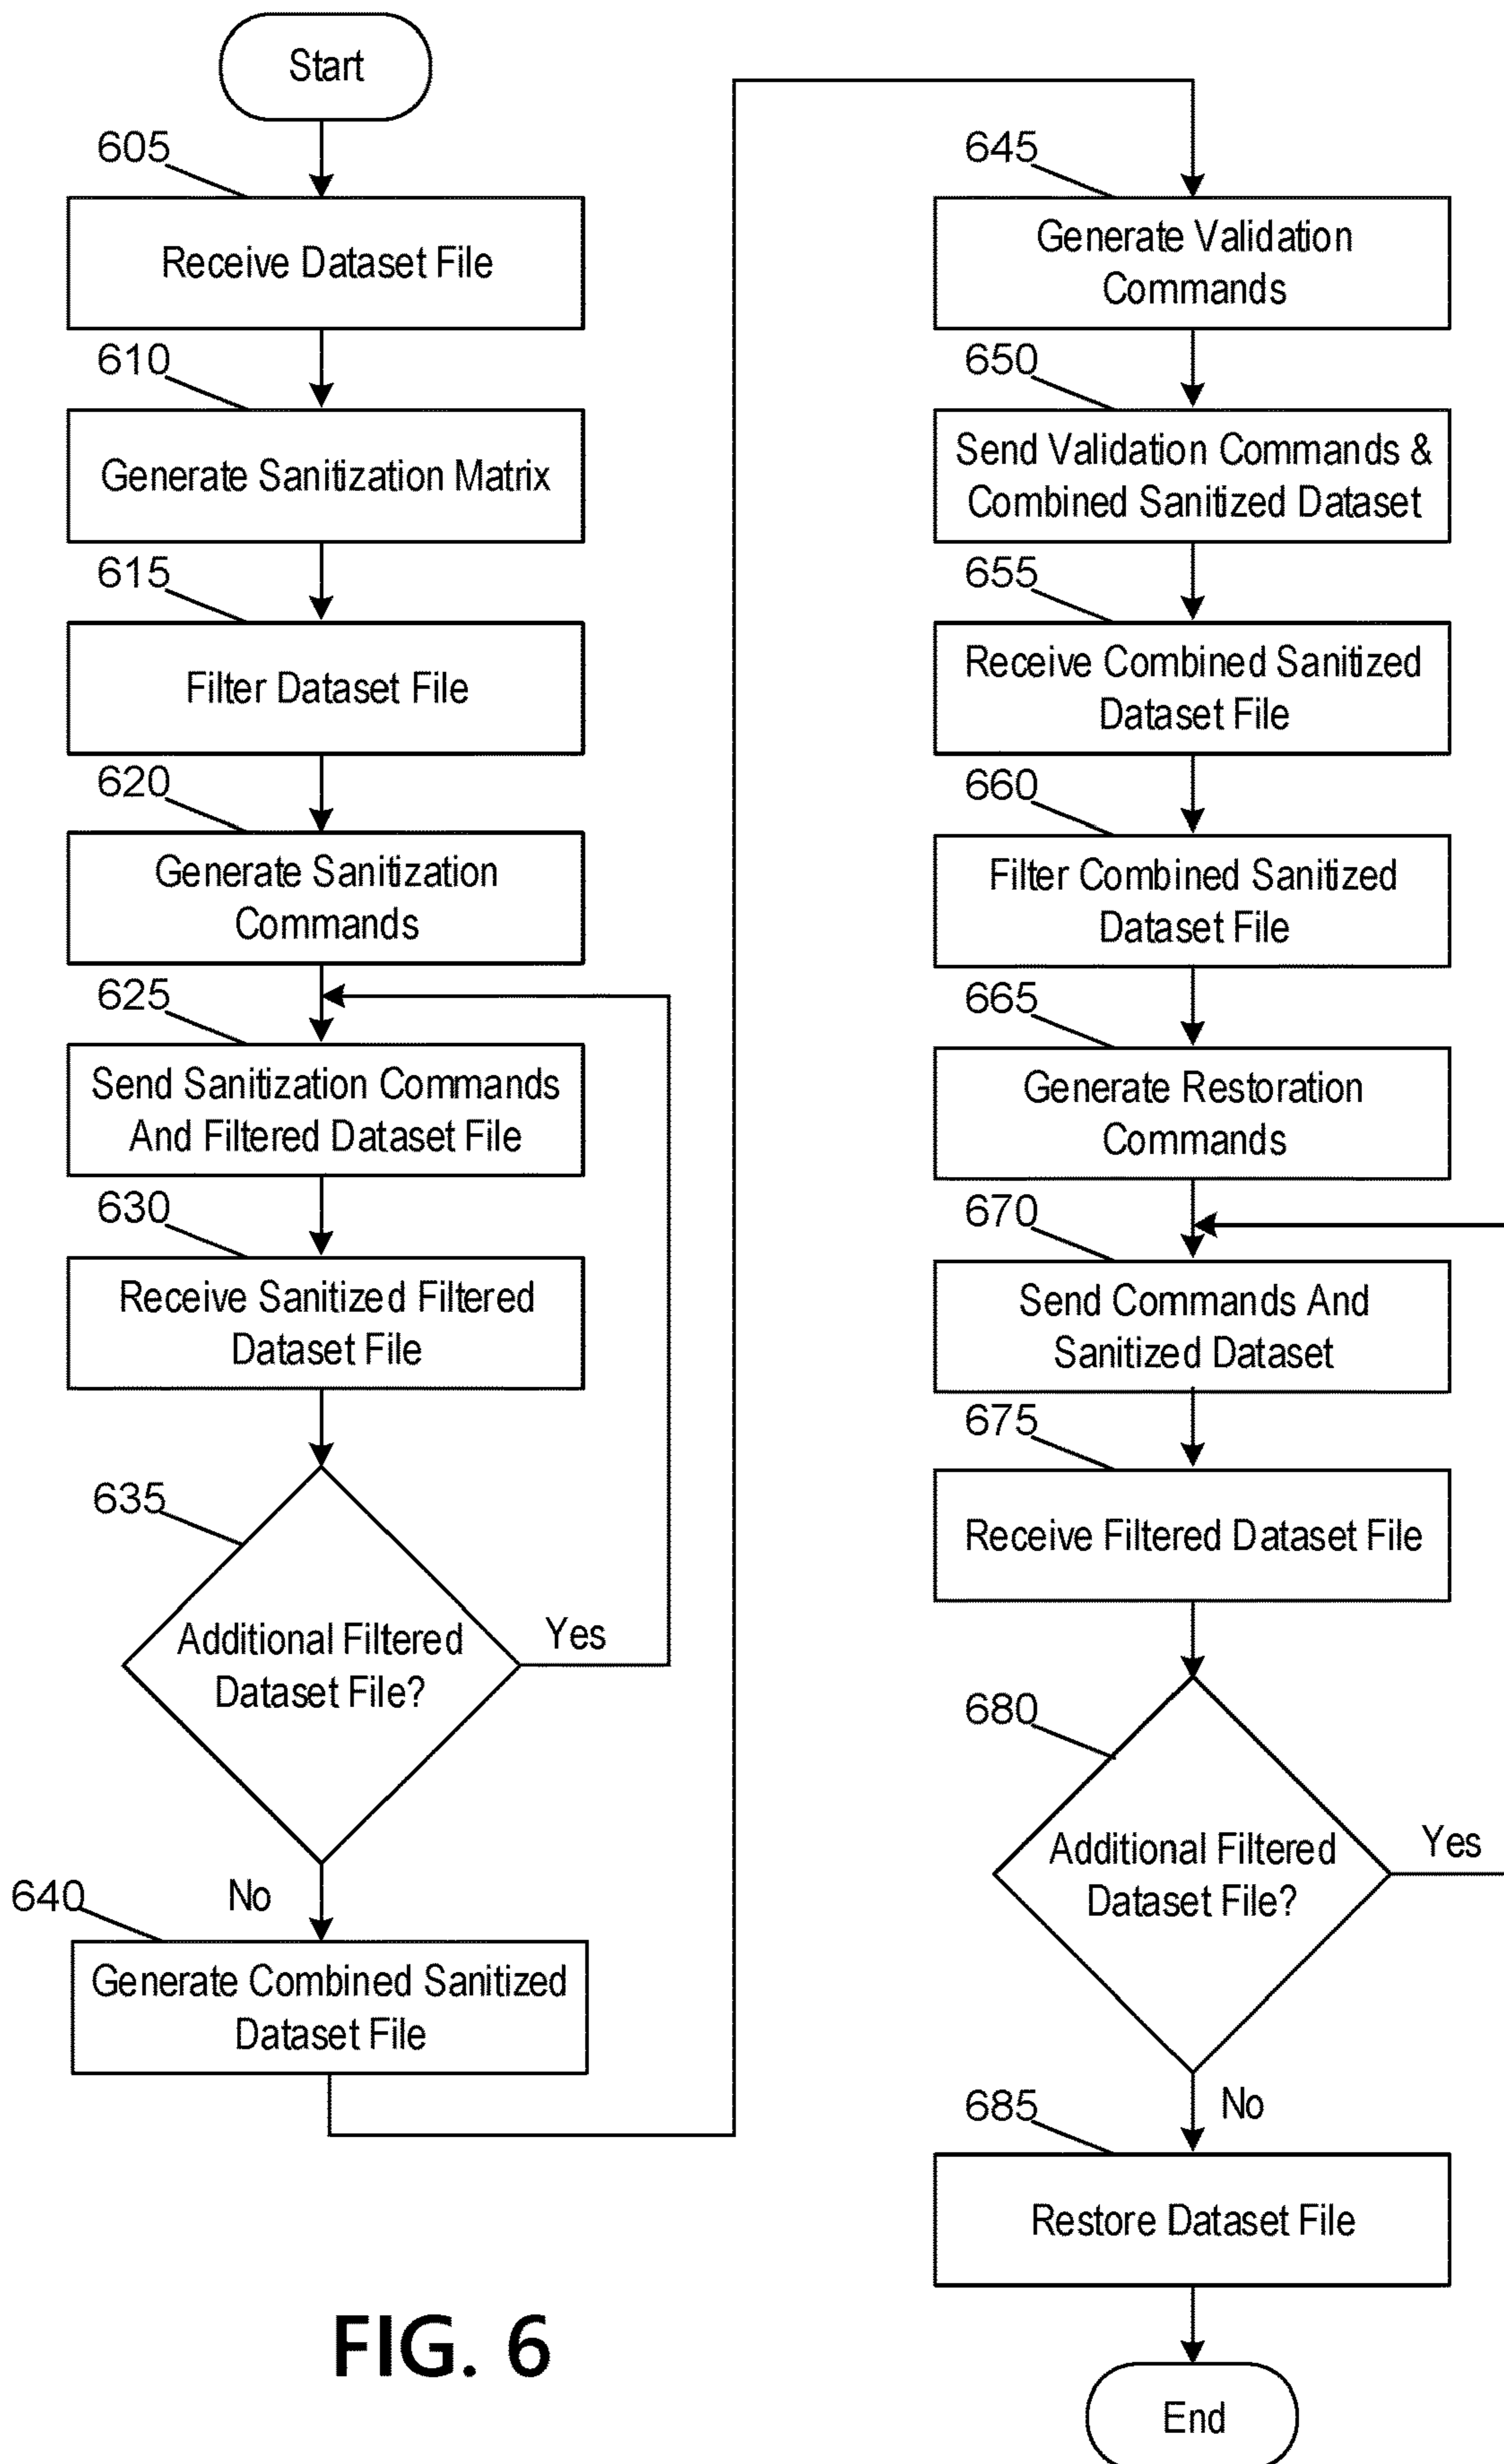 Start
605
Receive Dataset File
610
Generate Sanitization Matrix
615
Filter Dataset File
620
Generate Sanitization
Commands
625
Send Sanitization Commands
And Filtered Dataset File
630
Receive Sanitized Filtered
Dataset File
635
Additional Filtered
Dataset File?
Yes
No
640
Generate Combined Sanitized
Dataset File
645
Generate Validation
Commands
650
Send Validation Commands &
Combined Sanitized Dataset
655
Receive Combined Sanitized
Dataset File
660
Filter Combined Sanitized
Dataset File
665
Generate Restoration
Commands
670
Send Commands And
Sanitized Dataset
675
Receive Filtered Dataset File
680
Additional Filtered
Dataset File?
Yes
No
685
Restore Dataset File
End
FIG. 6